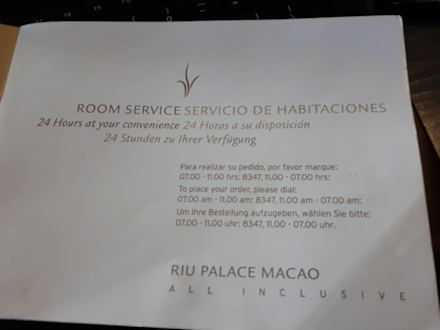 ROOM SERVICE SERVICIO DE HABITACIONES
24 Hours at your convenience 24 Horas a su disposición
24 Stunden zu Ihrer Verfügung
Para realizar su pedido, por favor marque:
07.00 - 11.00 hrs: 8347, 11.00 - 07.00 hrs:
To place your order, please dial:
07.00 am - 11.00 am: 8347, 11.00 am - 07.00 am:
Um Ihre Bestellung aufzugeben, wählen Sie bitte:
07.00 - 11.00 uhr: 8347, 11.00 - 07.00 uhr.
RIU PALACE MACAO
ALL INCLUSIVE